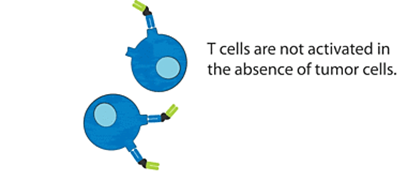 T cells are not activated in
the absence of tumor cells.